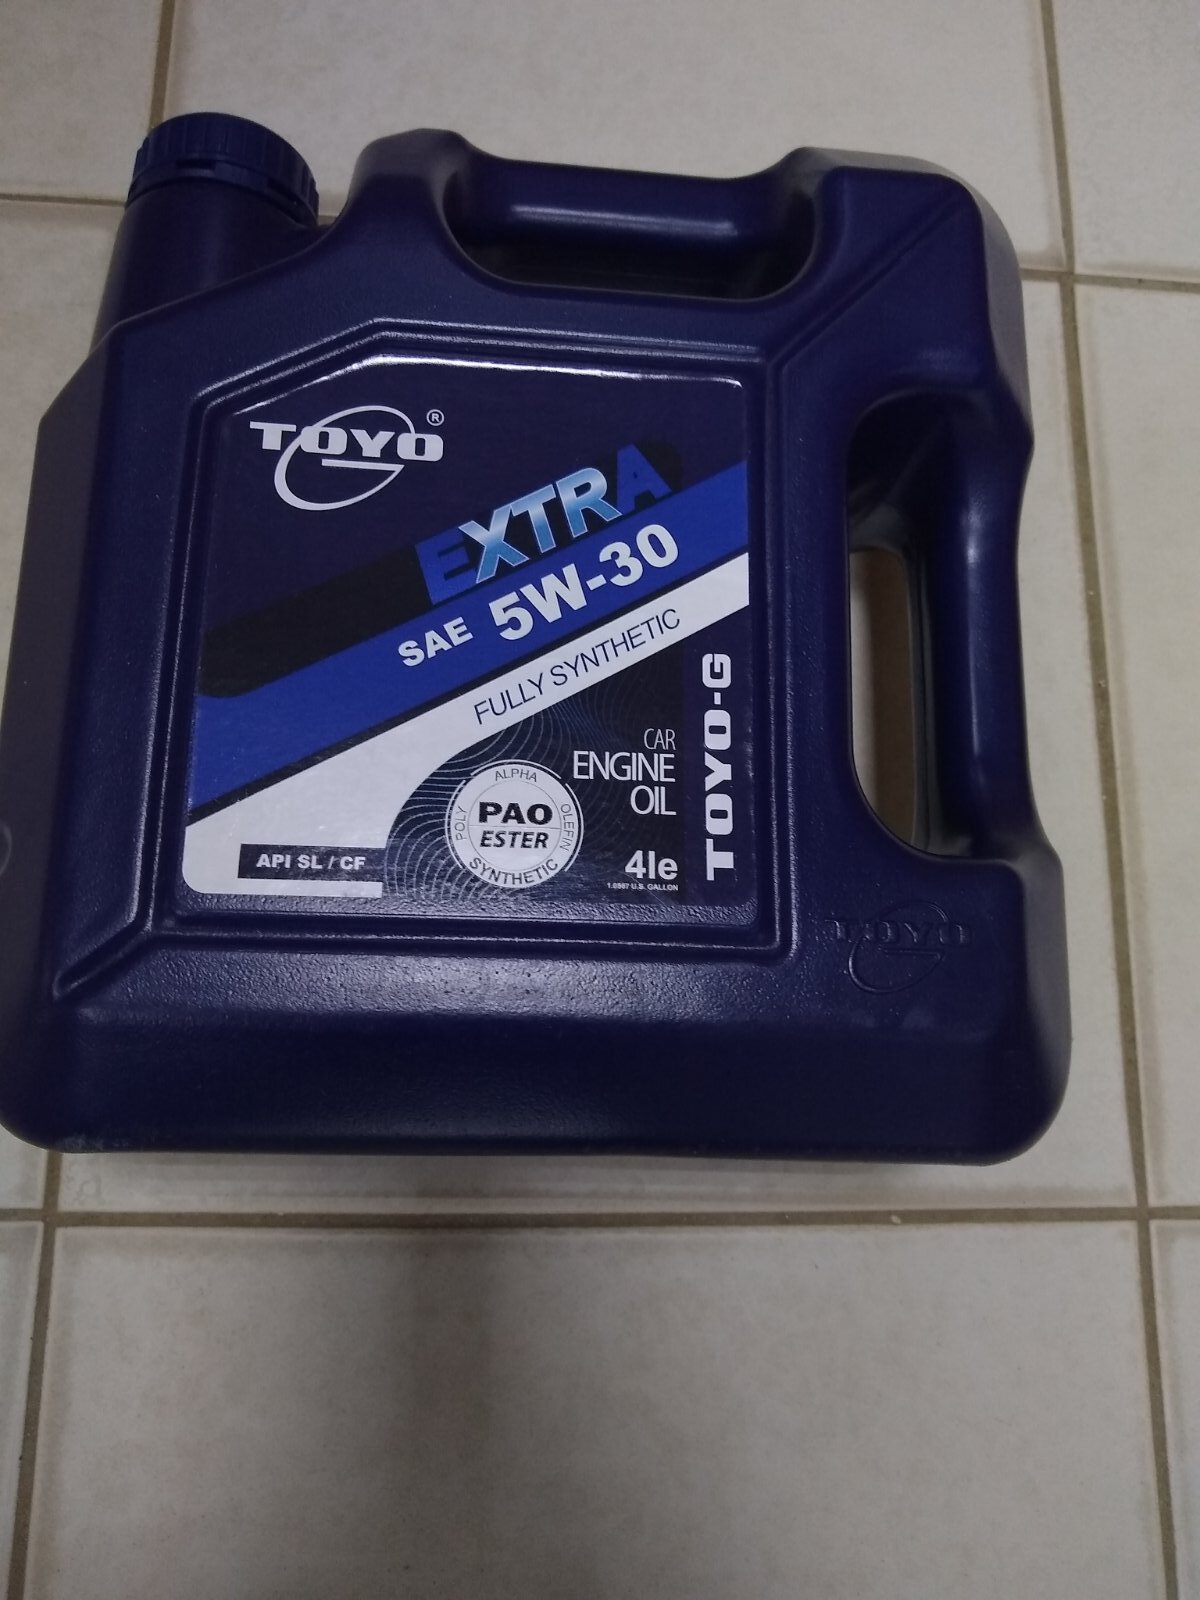 TOYO ®
EXTRA
SAE 5W-30
FULLY SYNTHETIC
CAR
ENGINE
OIL
TOYO-G
POLY ALPHA OLEFIN
PAO
ESTER
SYNTHETIC
API SL / CF
4le
1.0567 U.S. GALLON
TOYO